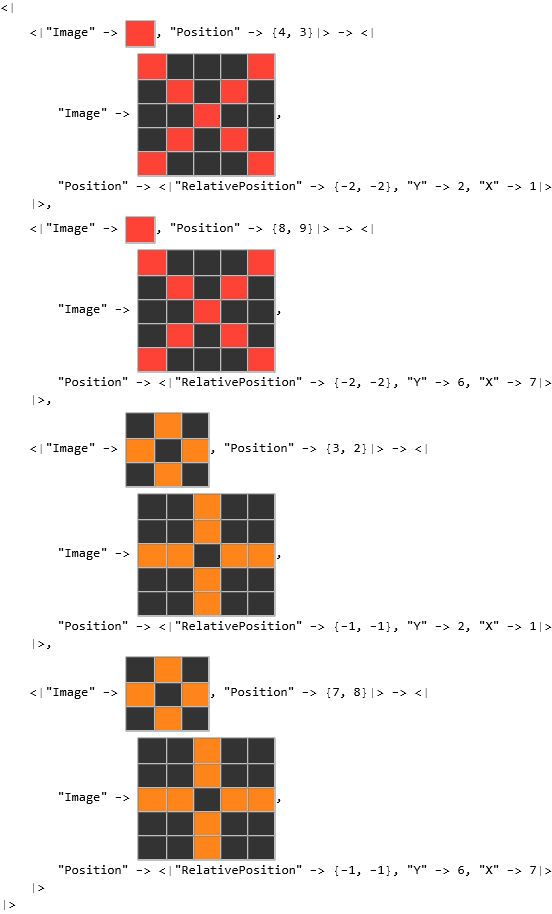 <|
<|"Image" -> , "Position" -> {4, 3}|> -> <|
"Image" -> ,
"Position" -> <|"RelativePosition" -> {-2, -2}, "Y" -> 2, "X" -> 1|>
|>,
<|"Image" -> , "Position" -> {8, 9}|> -> <|
"Image" -> ,
"Position" -> <|"RelativePosition" -> {-2, -2}, "Y" -> 6, "X" -> 7|>
|>,
<|"Image" -> , "Position" -> {3, 2}|> -> <|
"Image" -> ,
"Position" -> <|"RelativePosition" -> {-1, -1}, "Y" -> 2, "X" -> 1|>
|>,
<|"Image" -> , "Position" -> {7, 8}|> -> <|
"Image" -> ,
"Position" -> <|"RelativePosition" -> {-1, -1}, "Y" -> 6, "X" -> 7|>
|>
|>